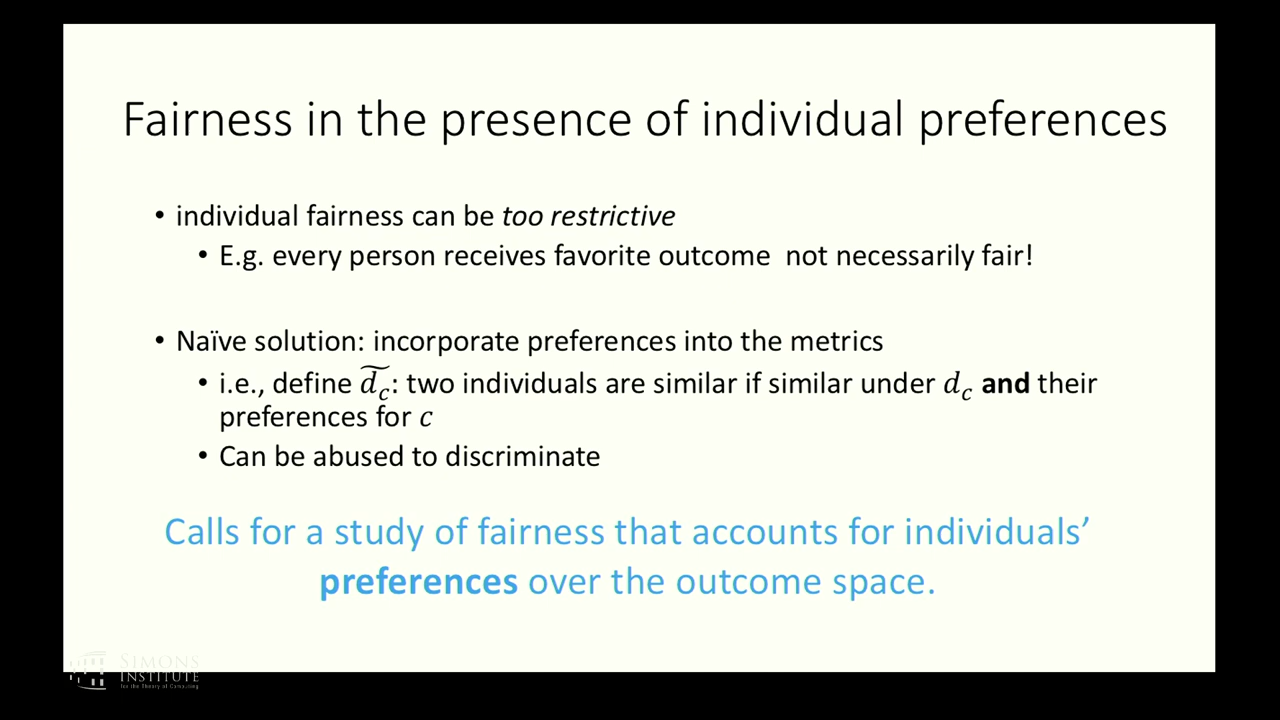 Fairness in the presence of individual preferences
• individual fairness can be too restrictive
• E.g. every person receives favorite outcome  not necessarily fair!
• Naïve solution: incorporate preferences into the metrics
• i.e., define d̃_c: two individuals are similar if similar under d_c and their
preferences for c
• Can be abused to discriminate
Calls for a study of fairness that accounts for individuals’
preferences over the outcome space.
SIMONS
INSTITUTE
for the Theory of Computing